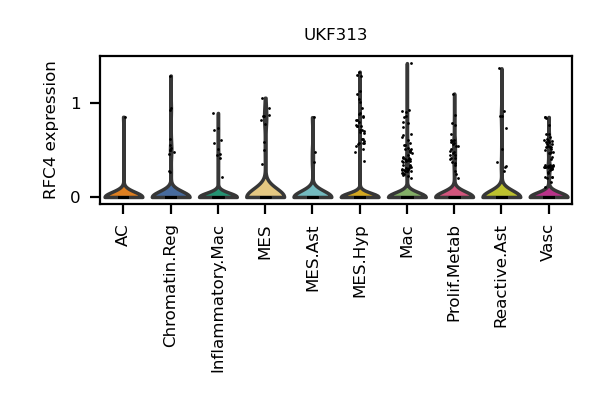 UKF313
RFC4 expression
1
0
AC
Chromatin.Reg
Inflammatory.Mac
MES
MES.Ast
MES.Hyp
Mac
Prolif.Metab
Reactive.Ast
Vasc